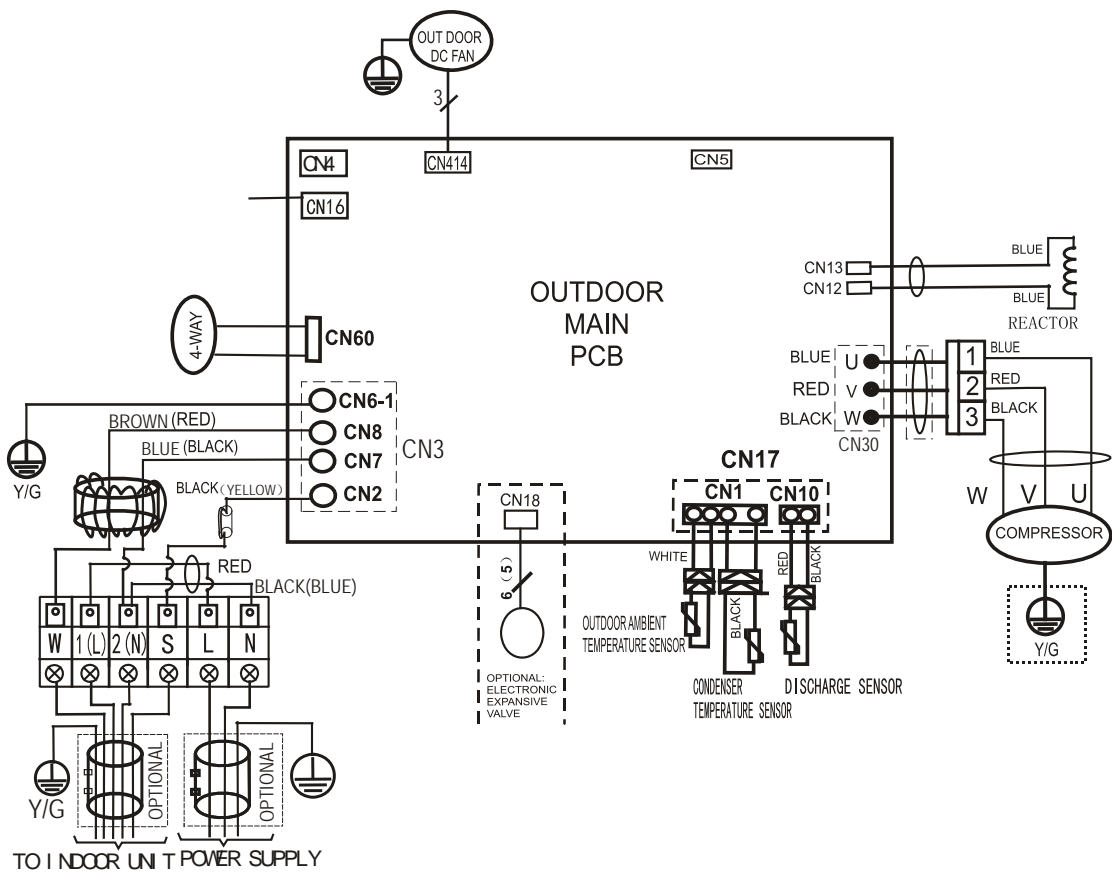 OUT DOOR
DC FAN
3
CN4
CN414
CN5
CN16
OUTDOOR
MAIN
PCB
CN13
CN12
BLUE
BLUE
REACTOR
4-WAY
CN60
BLUE
RED
BLACK
U
V
W
CN30
1
2
3
BLUE
RED
BLACK
CN6-1
CN8
CN7
CN2
CN3
BROWN(RED)
BLUE(BLACK)
BLACK(YELLOW)
Y/G
W
V
U
COMPRESSOR
Y/G
CN17
CN1
CN10
WHITE
BLACK
RED
BLACK
OUTDOOR AMBIENT
TEMPERATURE SENSOR
CONDENSER
TEMPERATURE SENSOR
DISCHARGE SENSOR
CN18
6 (5)
OPTIONAL:
ELECTRONIC
EXPANSIVE
VALVE
RED
BLACK(BLUE)
W
1(L)
2(N)
S
L
N
Y/G
OPTIONAL
OPTIONAL
TO INDOOR UNIT
POWER SUPPLY